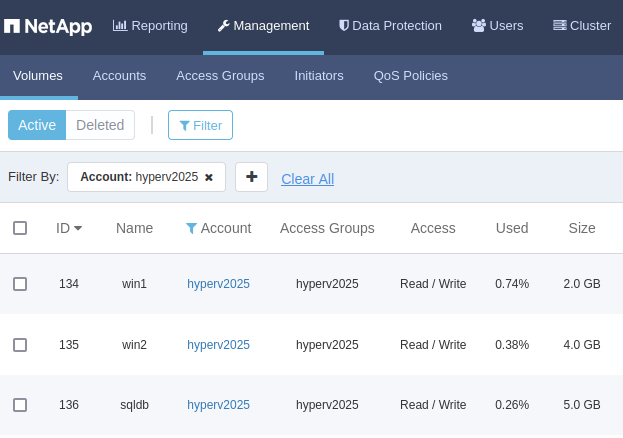 NetApp Reporting Management Data Protection Users Cluster
Volumes Accounts Access Groups Initiators QoS Policies
Active Deleted Filter
Filter By: Account: hyperv2025 Clear All
ID Name Account Access Groups Access Used Size
134 win1 hyperv2025 hyperv2025 Read / Write 0.74% 2.0 GB
135 win2 hyperv2025 hyperv2025 Read / Write 0.38% 4.0 GB
136 sqldb hyperv2025 hyperv2025 Read / Write 0.26% 5.0 GB